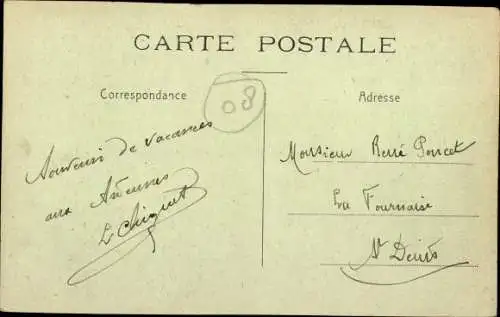 CARTE POSTALE
Correspondance
08
Adresse
Souvenir de vacances
aux Ardennes
Monsieur René Poncet
La Fournaise
St Denis